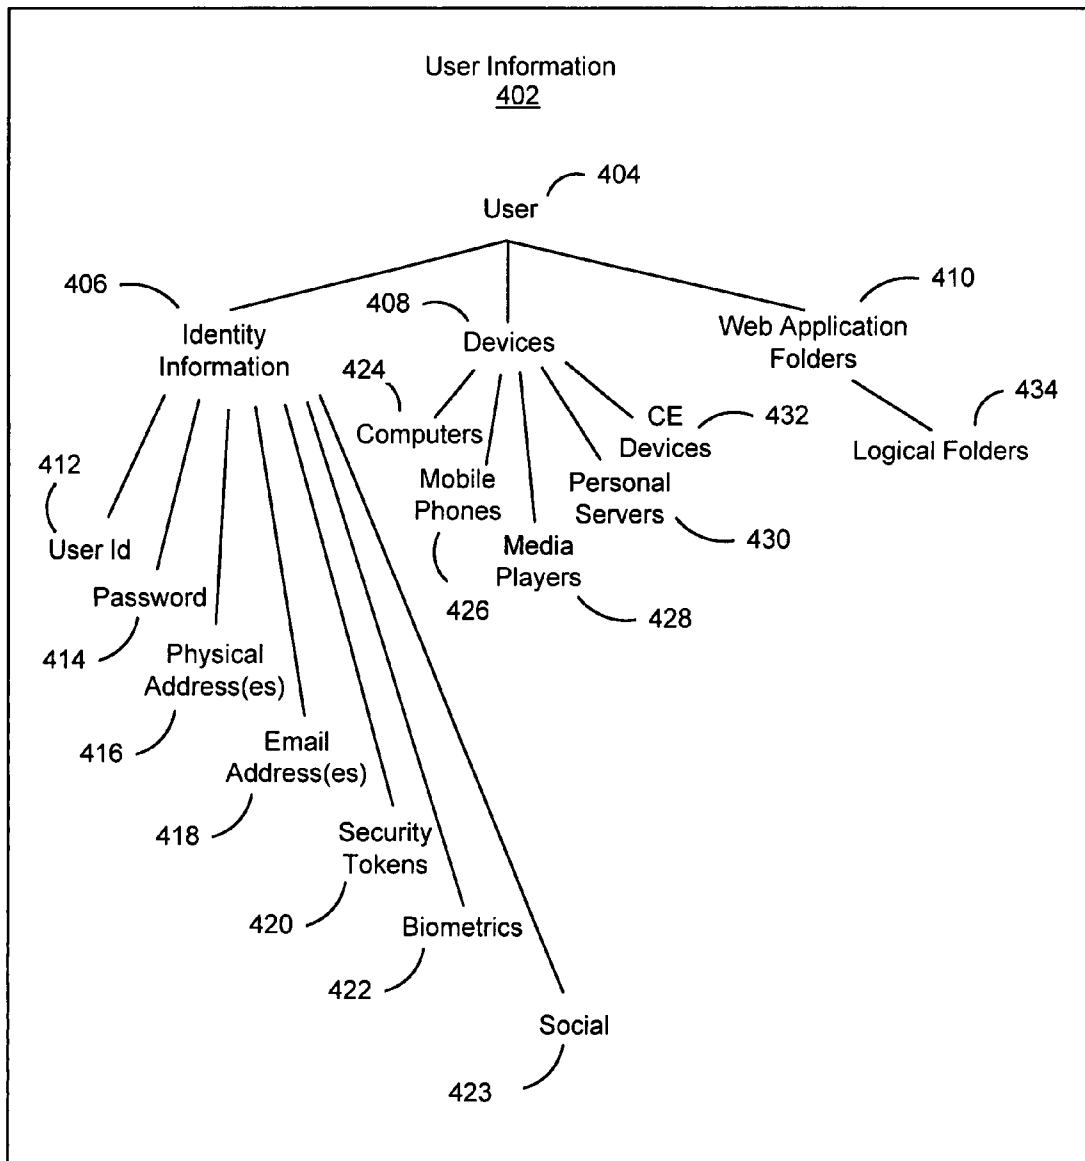 User Information
402
404
User
406
408
410
Identity
Information
Devices
Web Application
Folders
424
Computers
CE
Devices
432
434
Logical Folders
412
User Id
Mobile
Phones
426
Personal
Servers
430
Media
Players
428
Password
414
Physical
Address(es)
416
Email
Address(es)
418
Security
Tokens
420
Biometrics
422
Social
423